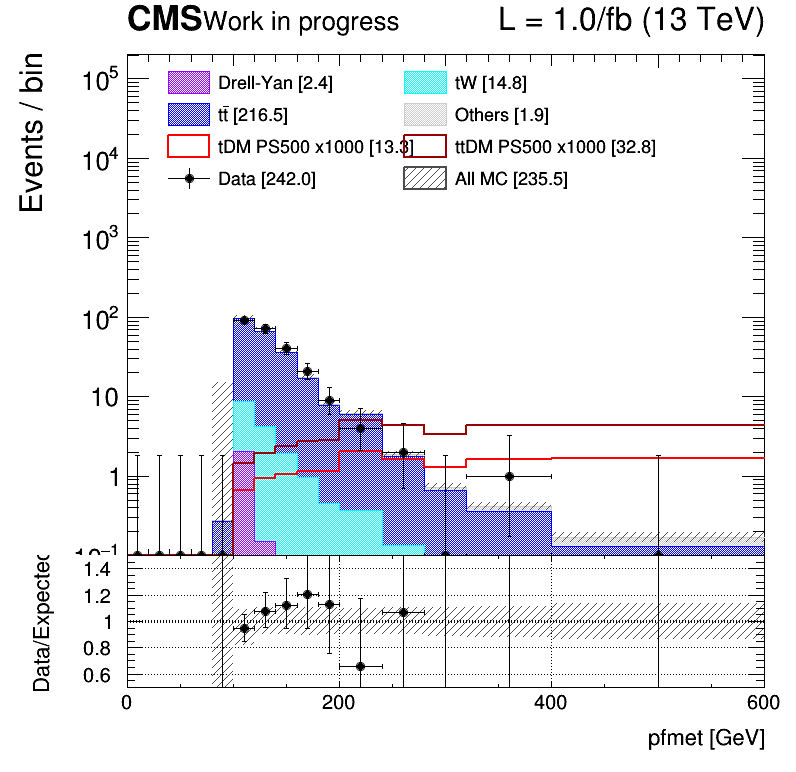 CMS Work in progress L = 1.0/fb (13 TeV)
Events / bin
Drell-Yan [2.4] tW [14.8]
tt̄ [216.5] Others [1.9]
tDM PS500 x1000 [13.3] ttDM PS500 x1000 [32.8]
Data [242.0] All MC [235.5]
10⁵
10⁴
10³
10²
10
1
10⁻¹
Data/Expected
1.4
1.2
1
0.8
0.6
0 200 400 600
pfmet [GeV]